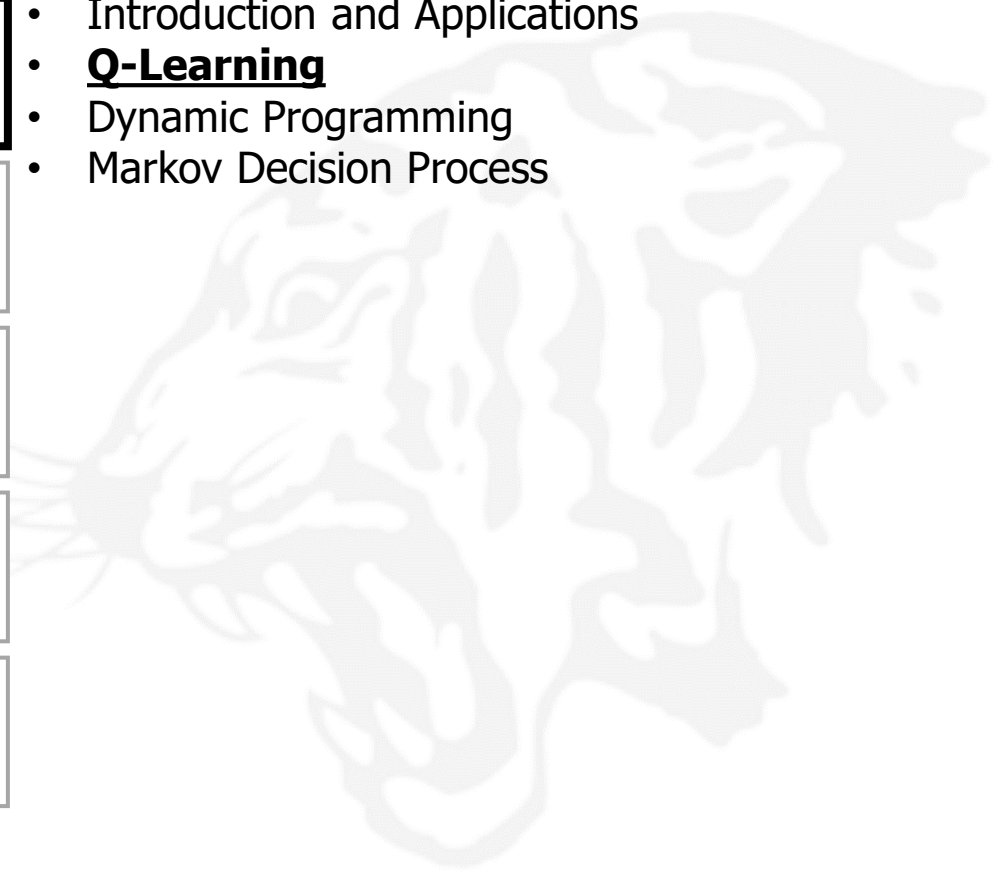 • Introduction and Applications
• Q-Learning
• Dynamic Programming
• Markov Decision Process